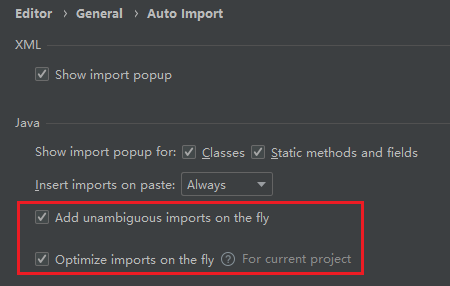 Editor › General › Auto Import
XML
Show import popup
Java
Show import popup for: Classes Static methods and fields
Insert imports on paste: Always
Add unambiguous imports on the fly
Optimize imports on the fly ? For current project